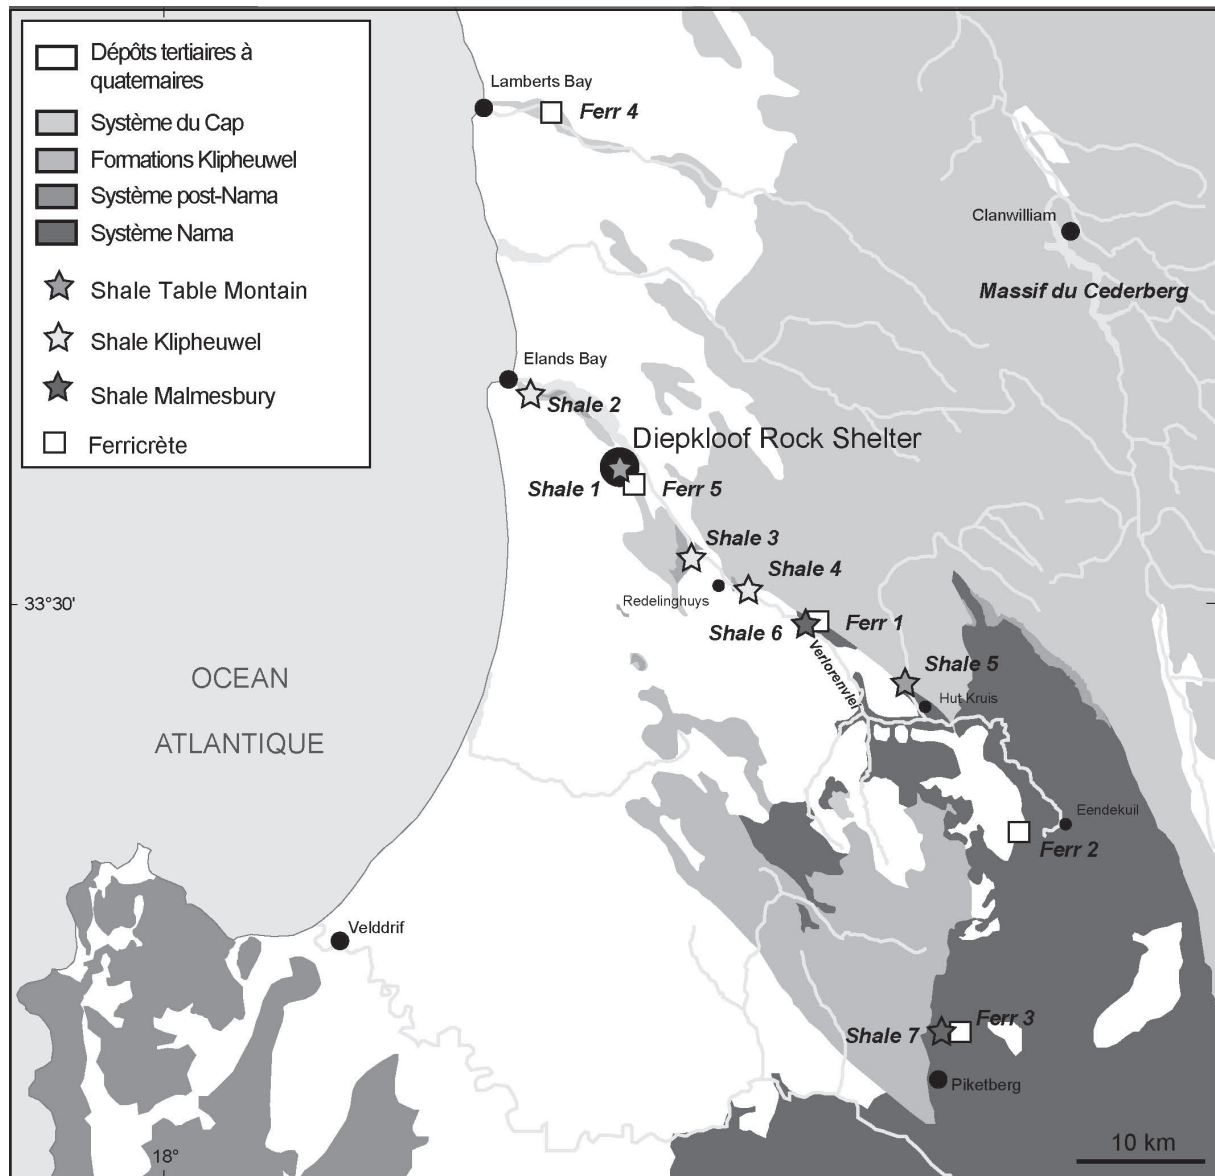 Dépôts tertiaires à
quaternaires
Système du Cap
Formations Klipheuwel
Système post-Nama
Système Nama
Shale Table Montain
Shale Klipheuwel
Shale Malmesbury
Ferricrète
Lamberts Bay
Ferr 4
Clanwilliam
Massif du Cederberg
Elands Bay
Shale 2
Diepkloof Rock Shelter
Shale 1
Ferr 5
Shale 3
Shale 4
Redelinghuys
33°30'
Shale 6
Ferr 1
Verlorenvlei
Shale 5
Hut Kruis
OCEAN
ATLANTIQUE
Eendekuil
Ferr 2
Velddrif
Shale 7
Ferr 3
Piketberg
18°
10 km